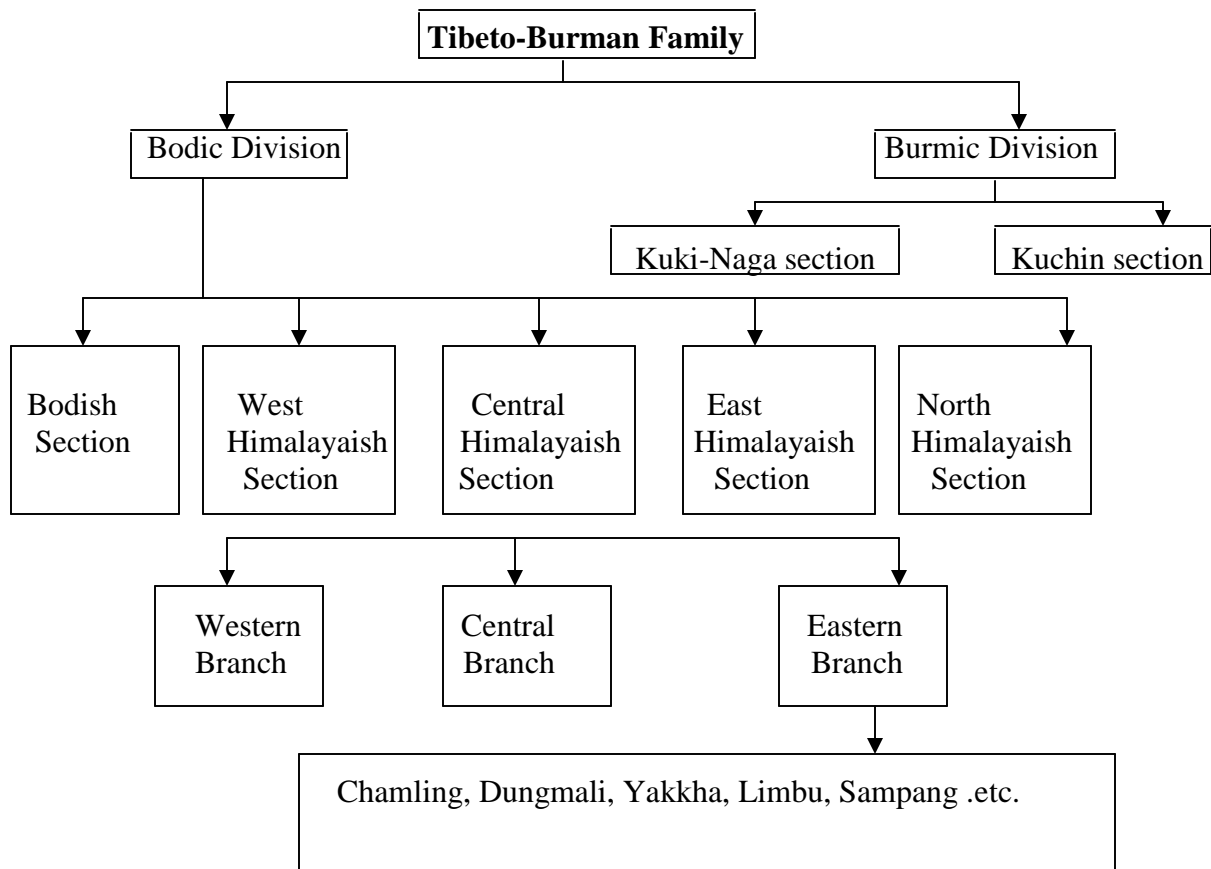 Tibeto-Burman Family
Bodic Division
Burmic Division
Kuki-Naga section
Kuchin section
Bodish
Section
West
Himalayaish
Section
Central
Himalayaish
Section
East
Himalayaish
Section
North
Himalayaish
Section
Western
Branch
Central
Branch
Eastern
Branch
Chamling, Dungmali, Yakkha, Limbu, Sampang .etc.